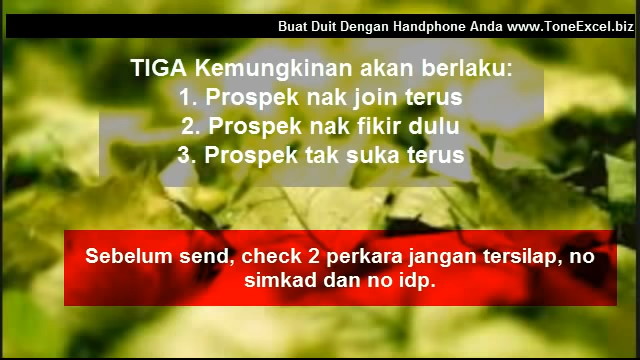 Buat Duit Dengan Handphone Anda www.ToneExcel.biz
TIGA Kemungkinan akan berlaku:
1. Prospek nak join terus
2. Prospek nak fikir dulu
3. Prospek tak suka terus
Sebelum send, check 2 perkara jangan tersilap, no
simkad dan no idp.